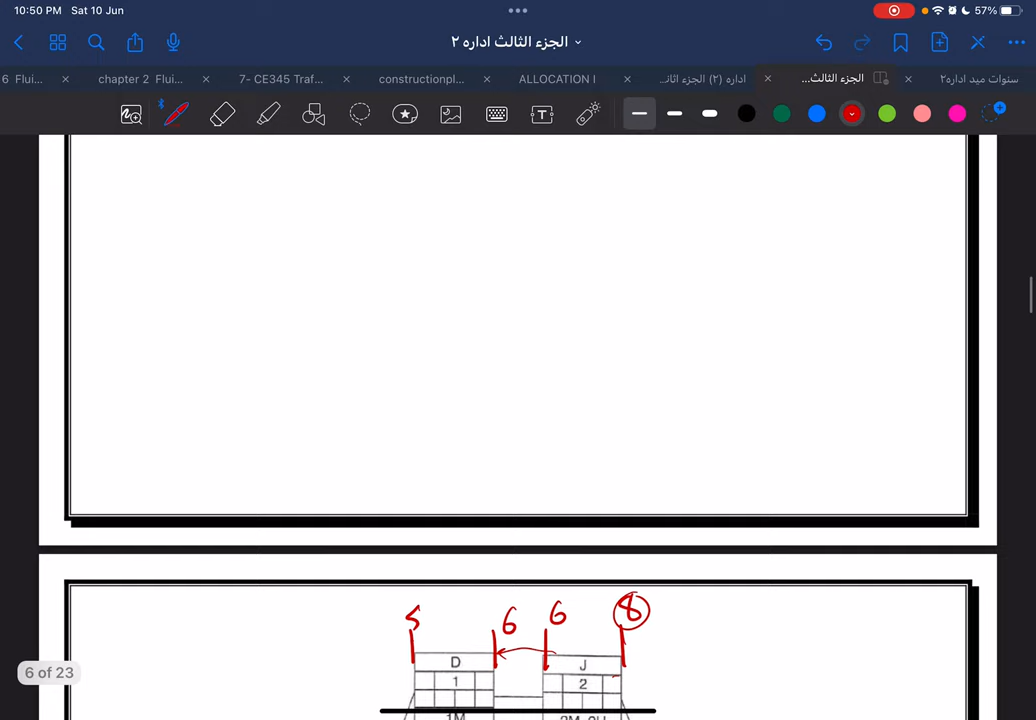 10:50 PM Sat 10 Jun
57%
الجزء الثالث اداره ٢
6 Flui...
chapter 2 Flui...
7- CE345 Traf...
constructionpl...
ALLOCATION I
اداره (٢) الجزء الثان...
الجزء الثالث...
سنوات ميد اداره٢
5 6 6 8
D J
1 2
6 of 23
1M